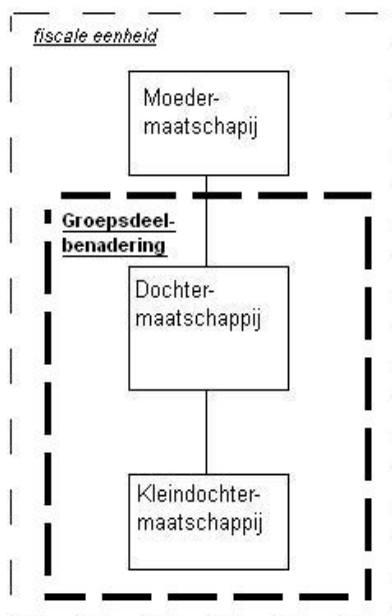 fiscale eenheid
Moeder-
maatschapij
Groepsdeel-
benadering
Dochter-
maatschappij
Kleindochter-
maatschappij